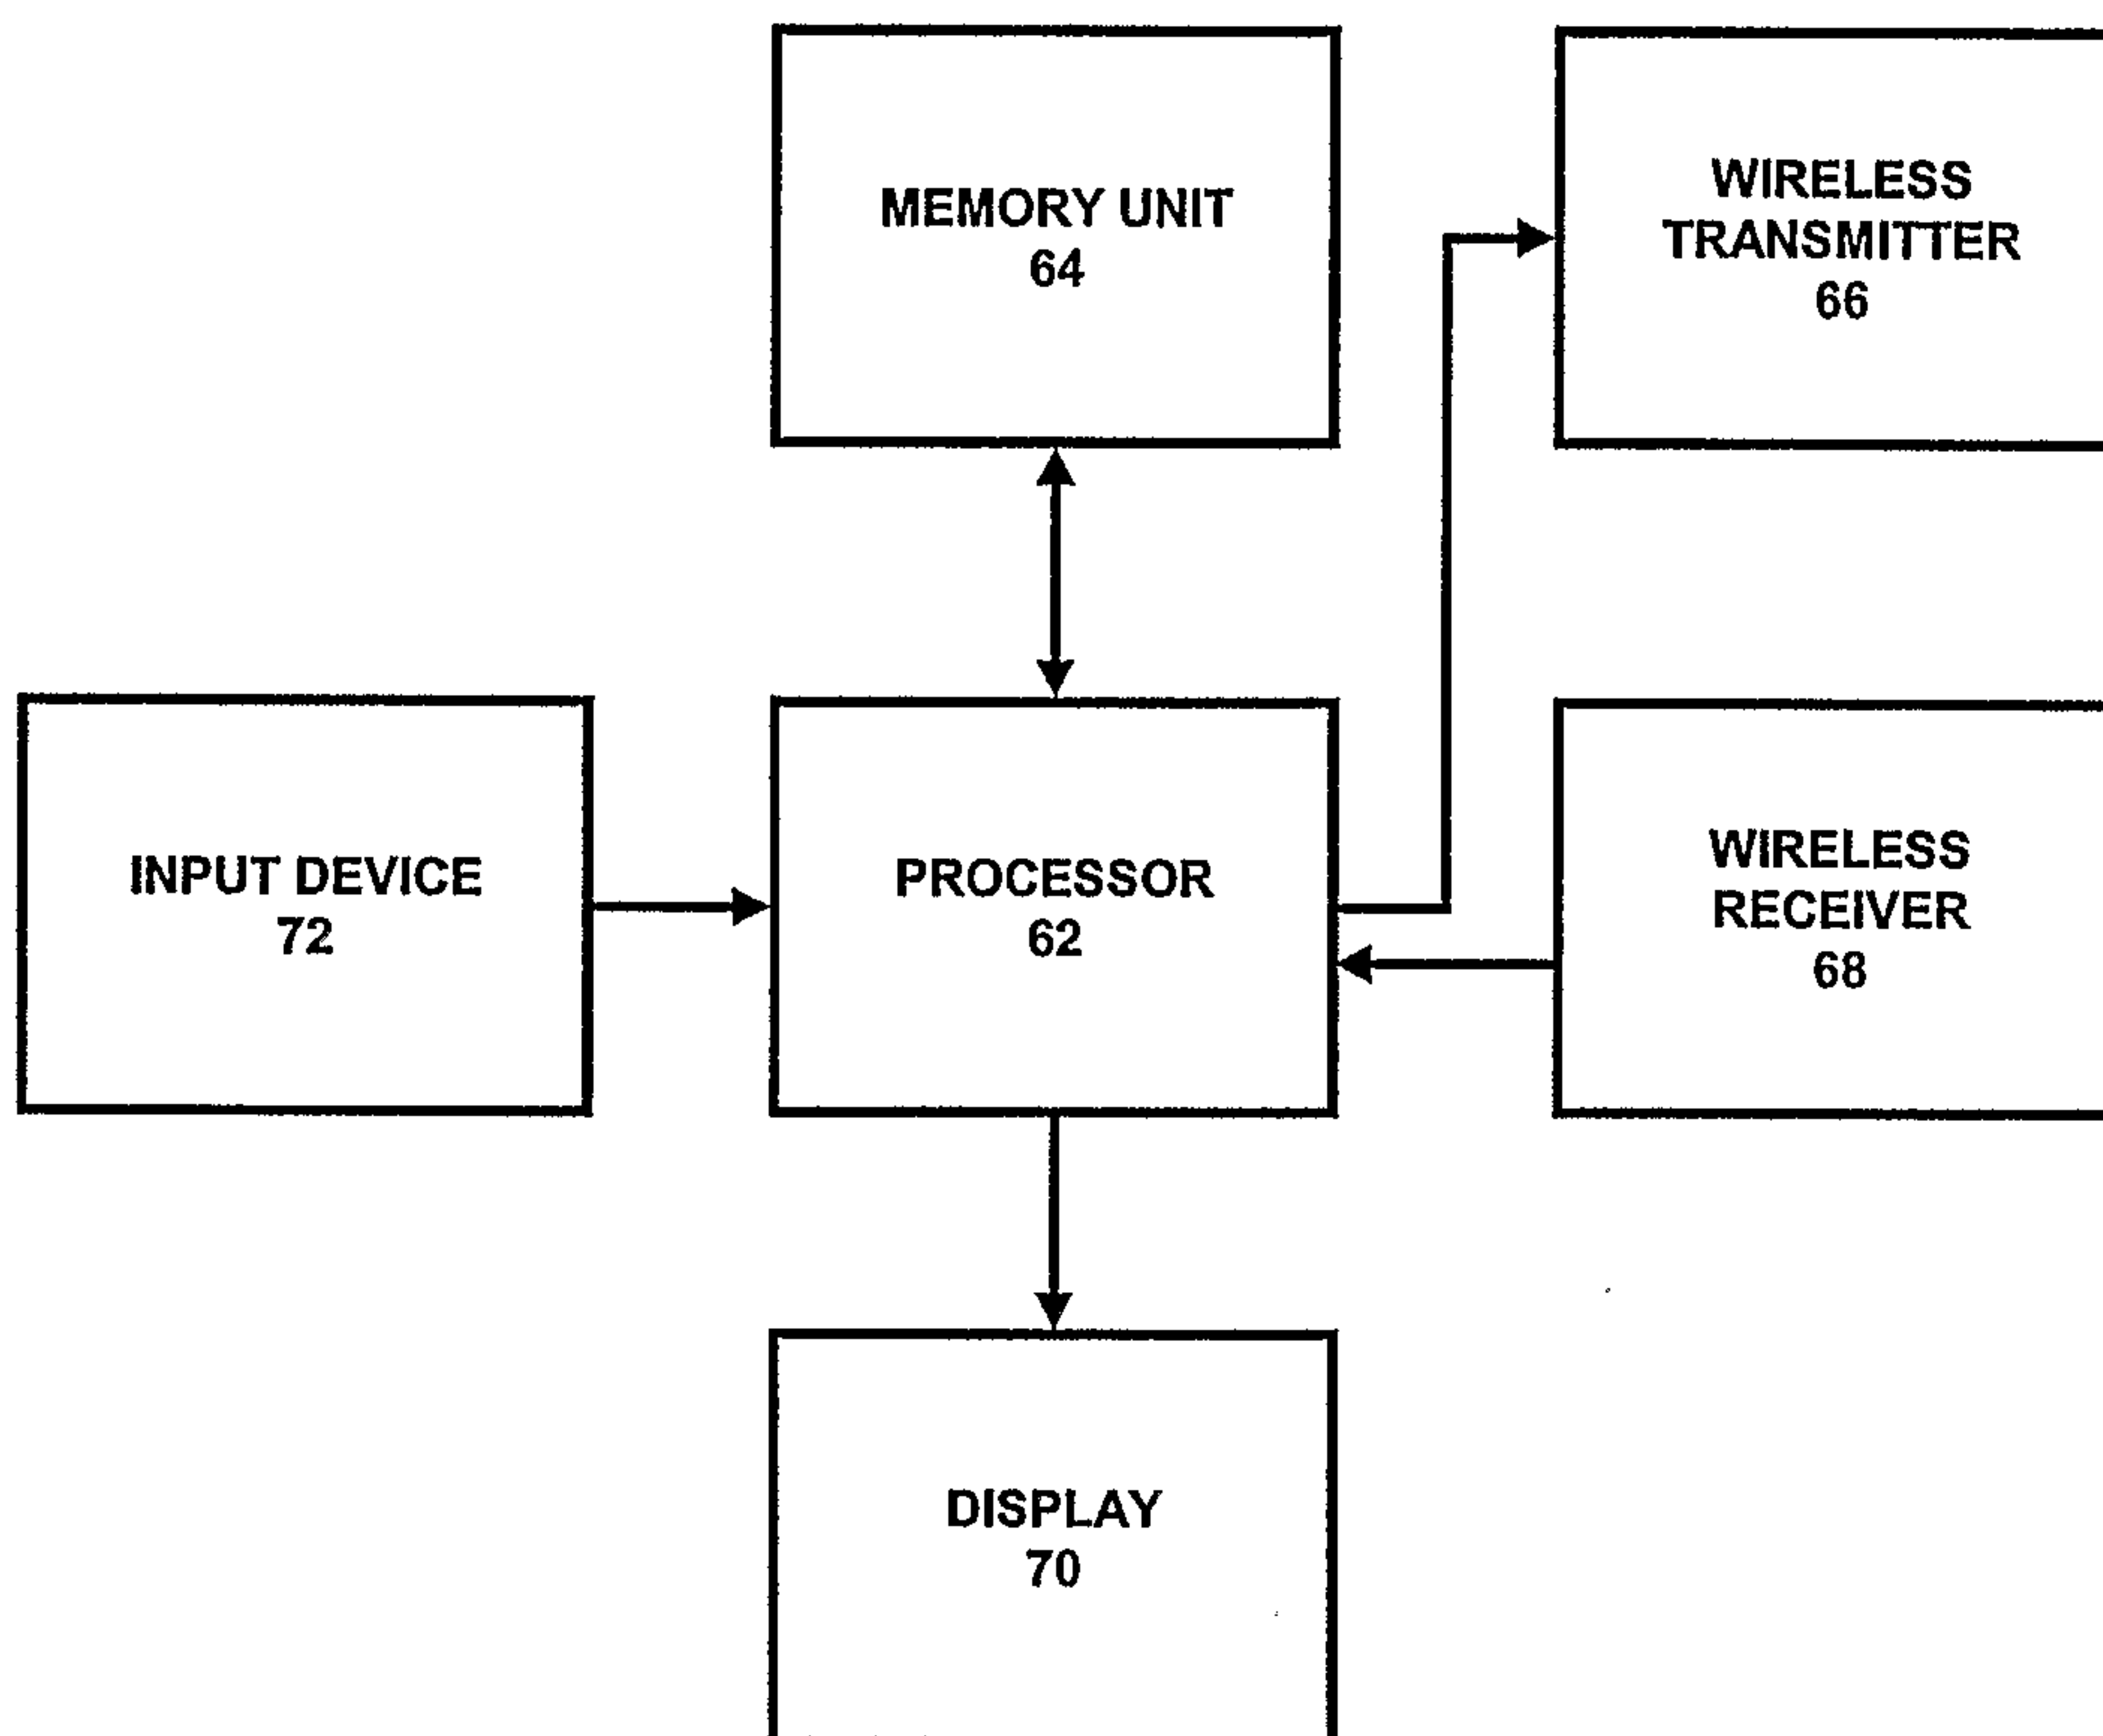 MEMORY UNIT
64
WIRELESS
TRANSMITTER
66
INPUT DEVICE
72
PROCESSOR
62
WIRELESS
RECEIVER
68
DISPLAY
70